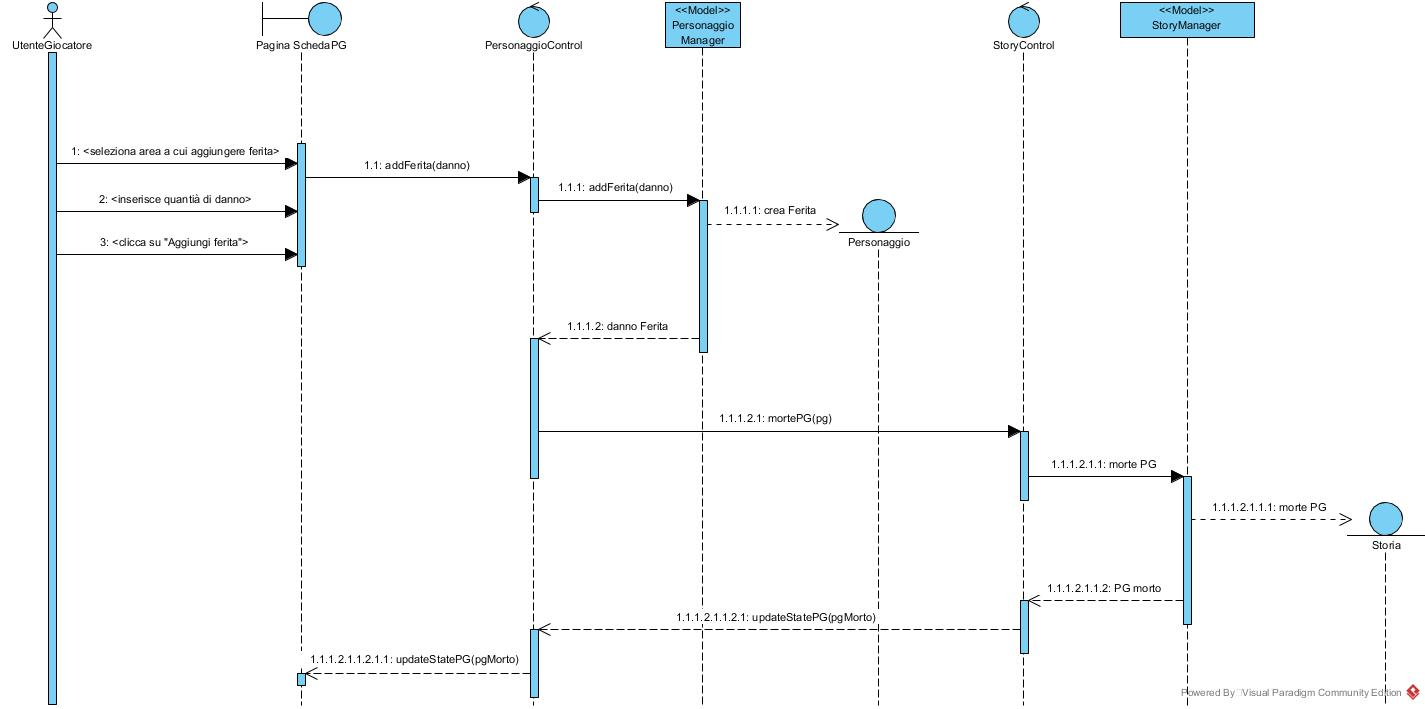 UtenteGiocatore
Pagina SchedaPG
PersonaggioControl
<<Model>>
Personaggio
Manager
StoryControl
<<Model>>
StoryManager
1: <seleziona area a cui aggiungere ferita>
1.1: addFerita(danno)
1.1.1: addFerita(danno)
2: <inserisce quantià di danno>
1.1.1.1: crea Ferita
3: <clicca su "Aggiungi ferita">
Personaggio
1.1.1.2: danno Ferita
1.1.1.2.1: mortePG(pg)
1.1.1.2.1.1: morte PG
1.1.1.2.1.1.1: morte PG
Storia
1.1.1.2.1.1.2: PG morto
1.1.1.2.1.1.2.1: updateStatePG(pgMorto)
1.1.1.2.1.1.2.1.1: updateStatePG(pgMorto)
Powered By Visual Paradigm Community Edition